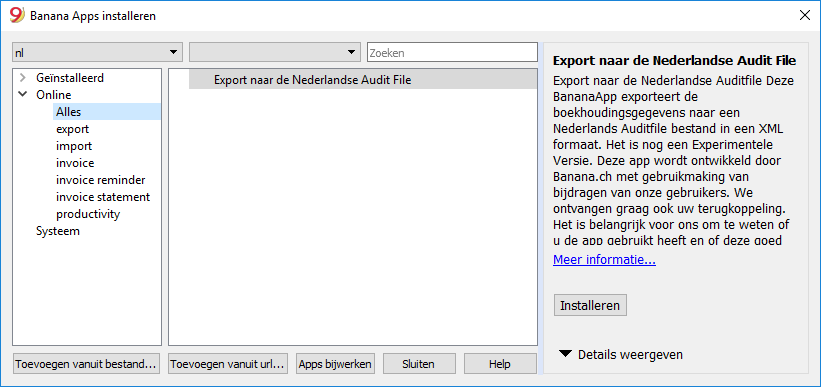 9 Banana Apps installeren
nl
Zoeken
Geïnstalleerd
Online
Alles
export
import
invoice
invoice reminder
invoice statement
productivity
Systeem
Export naar de Nederlandse Audit File
Export naar de Nederlandse Audit File
Export naar de Nederlandse Auditfile Deze
BananaApp exporteert de
boekhoudingsgegevens naar een
Nederlands Auditfile bestand in een XML
formaat. Het is nog een Experimentele
Versie. Deze app wordt ontwikkeld door
Banana.ch met gebruikmaking van
bijdragen van onze gebruikers. We
ontvangen graag ook uw terugkoppeling.
Het is belangrijk voor ons om te weten of
u de app gebruikt heeft en of deze goed
Meer informatie...
Installeren
Details weergeven
Toevoegen vanuit bestand...
Toevoegen vanuit url...
Apps bijwerken
Sluiten
Help